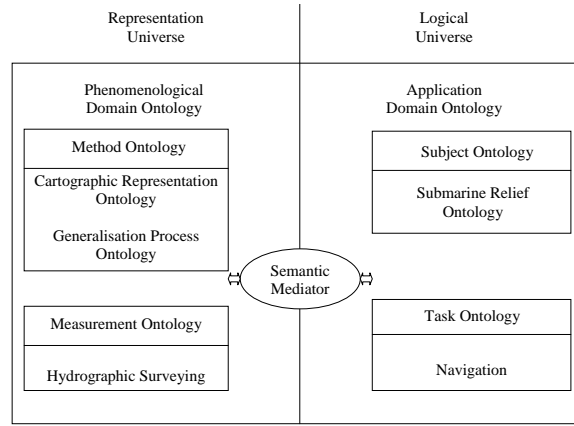 Representation
Universe
Logical
Universe
Phenomenological
Domain Ontology
Method Ontology
Cartographic Representation
Ontology
Generalisation Process
Ontology
Measurement Ontology
Hydrographic Surveying
Semantic
Mediator
Application
Domain Ontology
Subject Ontology
Submarine Relief
Ontology
Task Ontology
Navigation